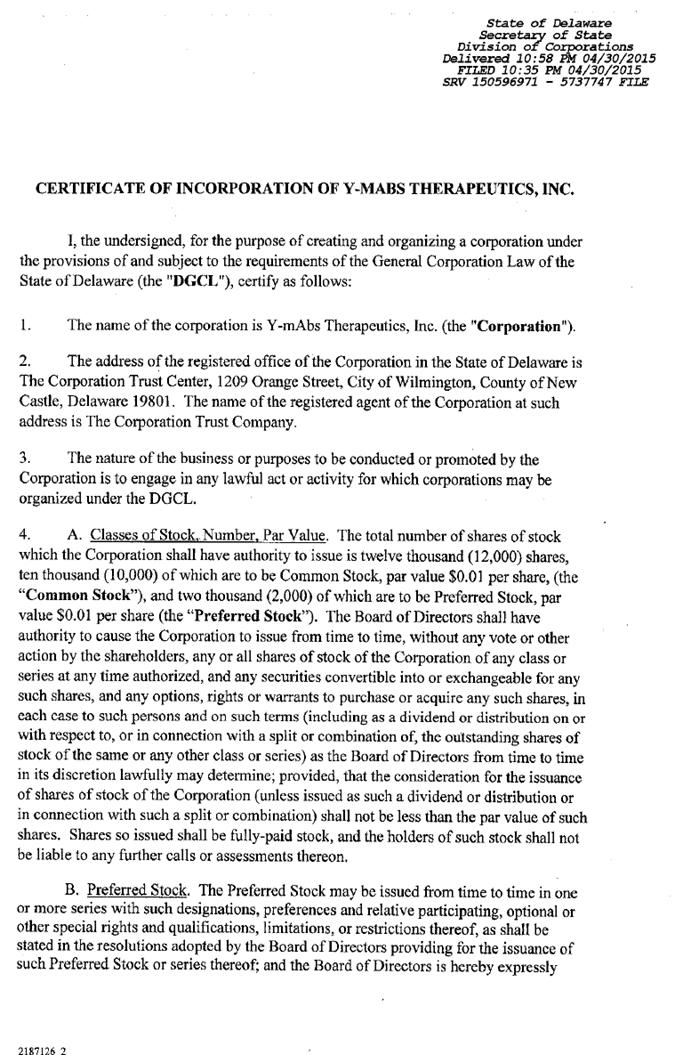 State of Delaware
Secretary of State
Division of Corporations
Delivered 10:58 PM 04/30/2015
FILED 10:35 PM 04/30/2015
SRV 150596971 - 5737747 FILE
CERTIFICATE OF INCORPORATION OF Y-MABS THERAPEUTICS, INC.
I, the undersigned, for the purpose of creating and organizing a corporation under
the provisions of and subject to the requirements of the General Corporation Law of the
State of Delaware (the "DGCL"), certify as follows:
1. The name of the corporation is Y-mAbs Therapeutics, Inc. (the "Corporation").
2. The address of the registered office of the Corporation in the State of Delaware is
The Corporation Trust Center, 1209 Orange Street, City of Wilmington, County of New
Castle, Delaware 19801. The name of the registered agent of the Corporation at such
address is The Corporation Trust Company.
3. The nature of the business or purposes to be conducted or promoted by the
Corporation is to engage in any lawful act or activity for which corporations may be
organized under the DGCL.
4. A. Classes of Stock, Number, Par Value. The total number of shares of stock
which the Corporation shall have authority to issue is twelve thousand (12,000) shares,
ten thousand (10,000) of which are to be Common Stock, par value $0.01 per share, (the
“Common Stock”), and two thousand (2,000) of which are to be Preferred Stock, par
value $0.01 per share (the “Preferred Stock”). The Board of Directors shall have
authority to cause the Corporation to issue from time to time, without any vote or other
action by the shareholders, any or all shares of stock of the Corporation of any class or
series at any time authorized, and any securities convertible into or exchangeable for any
such shares, and any options, rights or warrants to purchase or acquire any such shares, in
each case to such persons and on such terms (including as a dividend or distribution on or
with respect to, or in connection with a split or combination of, the outstanding shares of
stock of the same or any other class or series) as the Board of Directors from time to time
in its discretion lawfully may determine; provided, that the consideration for the issuance
of shares of stock of the Corporation (unless issued as such a dividend or distribution or
in connection with such a split or combination) shall not be less than the par value of such
shares. Shares so issued shall be fully-paid stock, and the holders of such stock shall not
be liable to any further calls or assessments thereon.
B. Preferred Stock. The Preferred Stock may be issued from time to time in one
or more series with such designations, preferences and relative participating, optional or
other special rights and qualifications, limitations, or restrictions thereof, as shall be
stated in the resolutions adopted by the Board of Directors providing for the issuance of
such Preferred Stock or series thereof; and the Board of Directors is hereby expressly
2187126_2